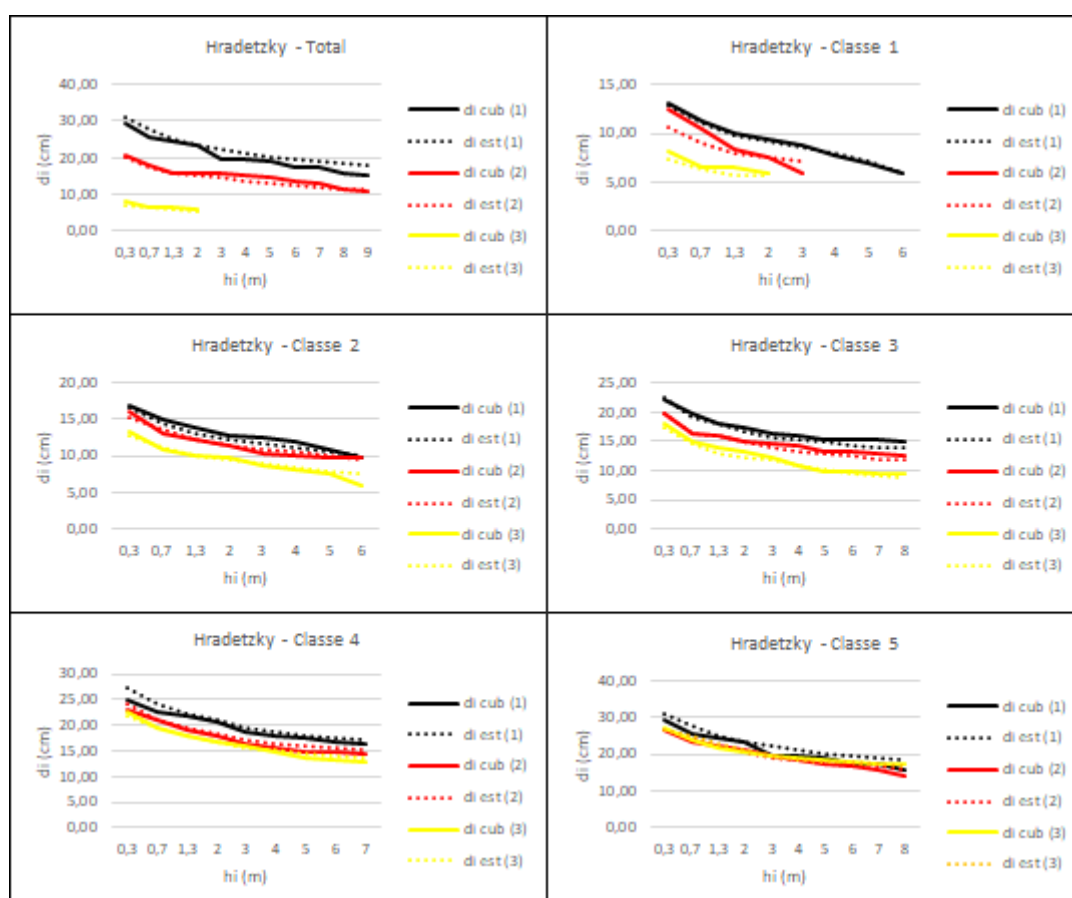 Hradetzky - Total
40,00
30,00
20,00
10,00
0,00
di (cm)
0,3 0,7 1,3 2 3 4 5 6 7 8 9
hi (m)
di cub (1)
di est (1)
di cub (2)
di est (2)
di cub (3)
di est (3)
Hradetzky - Classe 1
15,00
10,00
5,00
0,00
di (cm)
0,3 0,7 1,3 2 3 4 5 6
hi (cm)
di cub (1)
di est (1)
di cub (2)
di est (2)
di cub (3)
di est (3)
Hradetzky - Classe 2
20,00
15,00
10,00
5,00
0,00
di (cm)
0,3 0,7 1,3 2 3 4 5 6
hi (m)
di cub (1)
di est (1)
di cub (2)
di est (2)
di cub (3)
di est (3)
Hradetzky - Classe 3
25,00
20,00
15,00
10,00
5,00
0,00
di (cm)
0,3 0,7 1,3 2 3 4 5 6 7 8
hi (m)
di cub (1)
di est (1)
di cub (2)
di est (2)
di cub (3)
di est (3)
Hradetzky - Classe 4
30,00
25,00
20,00
15,00
10,00
5,00
0,00
di (cm)
0,3 0,7 1,3 2 3 4 5 6 7
hi (m)
di cub (1)
di est (1)
di cub (2)
di est (2)
di cub (3)
di est (3)
Hradetzky - Classe 5
40,00
30,00
20,00
10,00
0,00
di (cm)
0,3 0,7 1,3 2 3 4 5 6 7 8
hi (m)
di cub (1)
di est (1)
di cub (2)
di est (2)
di cub (3)
di est (3)